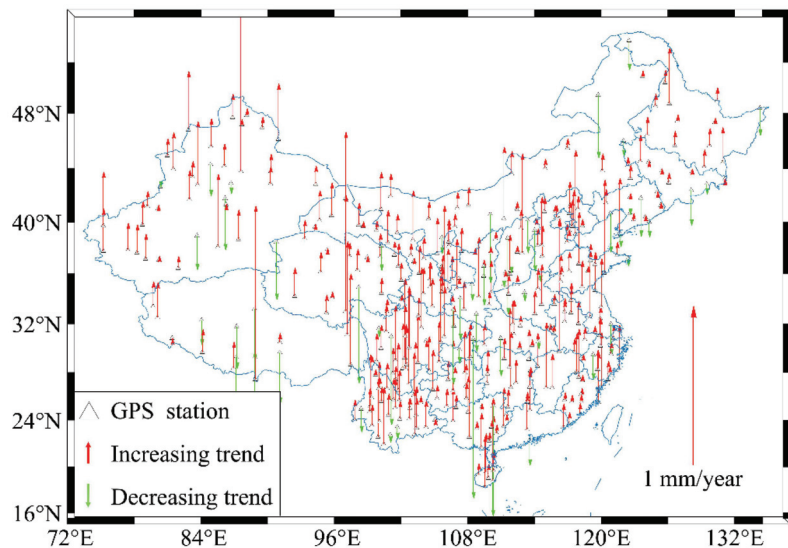 48°N
40°N
32°N
24°N
16°N
GPS station
Increasing trend
Decreasing trend
1 mm/year
72°E
84°E
96°E
108°E
120°E
132°E